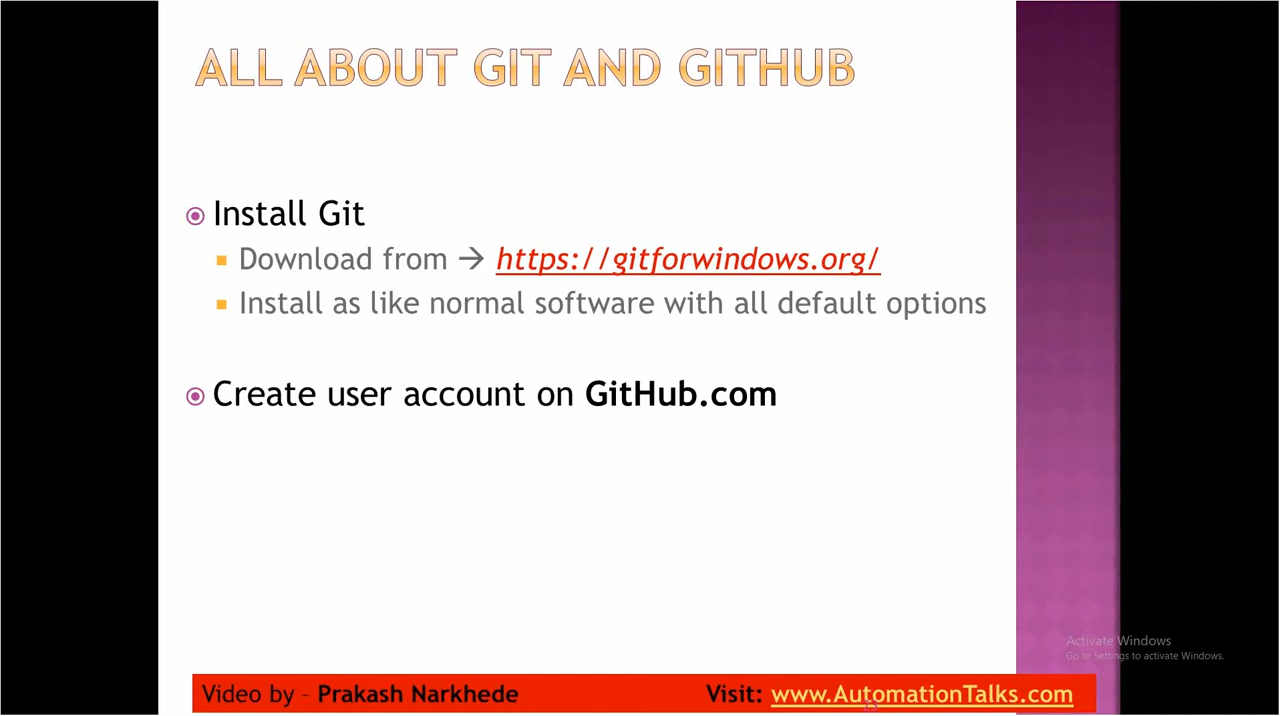 ALL ABOUT GIT AND GITHUB
Install Git
Download from → https://gitforwindows.org/
Install as like normal software with all default options
Create user account on GitHub.com
Activate Windows
Go to Settings to activate Windows.
Video by – Prakash Narkhede
Visit: www.AutomationTalks.com